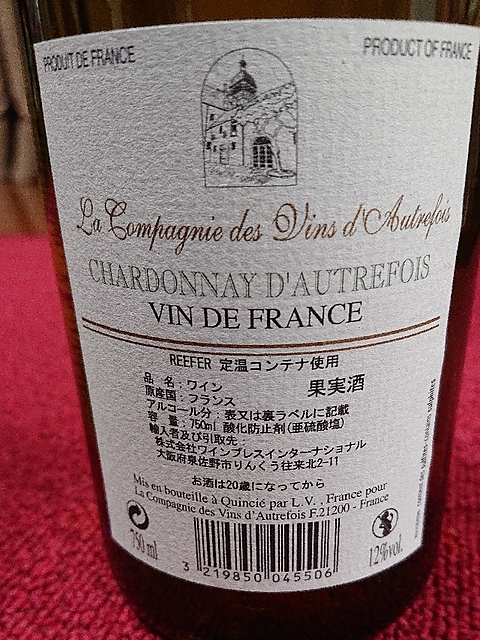 PRODUIT DE FRANCE
PRODUCT OF FRANCE
La Compagnie des Vins d'Autrefois
CHARDONNAY D'AUTREFOIS
VIN DE FRANCE
REEFER 定温コンテナ使用
品 名:ワイン 果実酒
原産国:フランス
アルコール分:表又は裏ラベルに記載
容 量:750ml 酸化防止剤(亜硫酸塩)
輸入者及び引取先:
株式会社ワインプレスインターナショナル
大阪府泉佐野市りんくう往来北2-11
お酒は20歳になってから
Mis en bouteille à Quincié par L.V., France pour
La Compagnie des Vins d'Autrefois F.21200 - France
750 ml
12%vol.
3 219850 045506